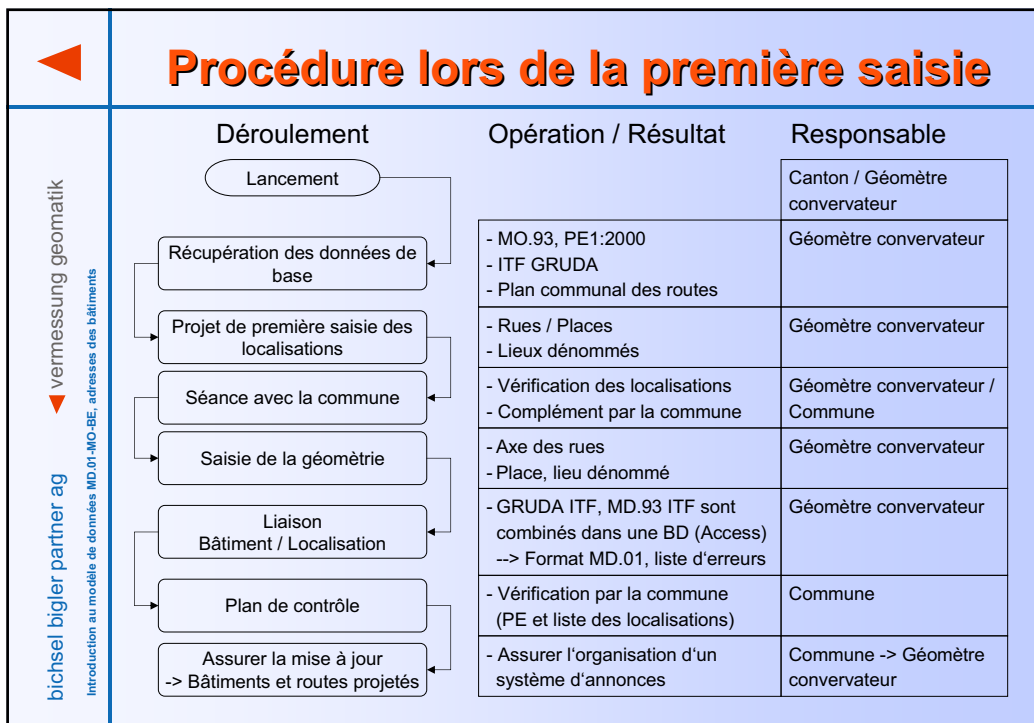 Procédure lors de la première saisie
Déroulement
Opération / Résultat
Responsable
Lancement
Canton / Géomètre
convervateur
Récupération des données de
base
- MO.93, PE1:2000
- ITF GRUDA
- Plan communal des routes
Géomètre convervateur
Projet de première saisie des
localisations
- Rues / Places
- Lieux dénommés
Géomètre convervateur
Séance avec la commune
- Vérification des localisations
- Complément par la commune
Géomètre convervateur /
Commune
Saisie de la géomètrie
- Axe des rues
- Place, lieu dénommé
Géomètre convervateur
Liaison
Bâtiment / Localisation
- GRUDA ITF, MD.93 ITF sont
combinés dans une BD (Access)
--> Format MD.01, liste d‘erreurs
Géomètre convervateur
Plan de contrôle
- Vérification par la commune
(PE et liste des localisations)
Commune
Assurer la mise à jour
-> Bâtiments et routes projetés
- Assurer l‘organisation d‘un
système d‘annonces
Commune -> Géomètre
convervateur
bichsel bigler partner ag
vermessung geomatik
Introduction au modèle de données MD.01-MO-BE, adresses des bâtiments